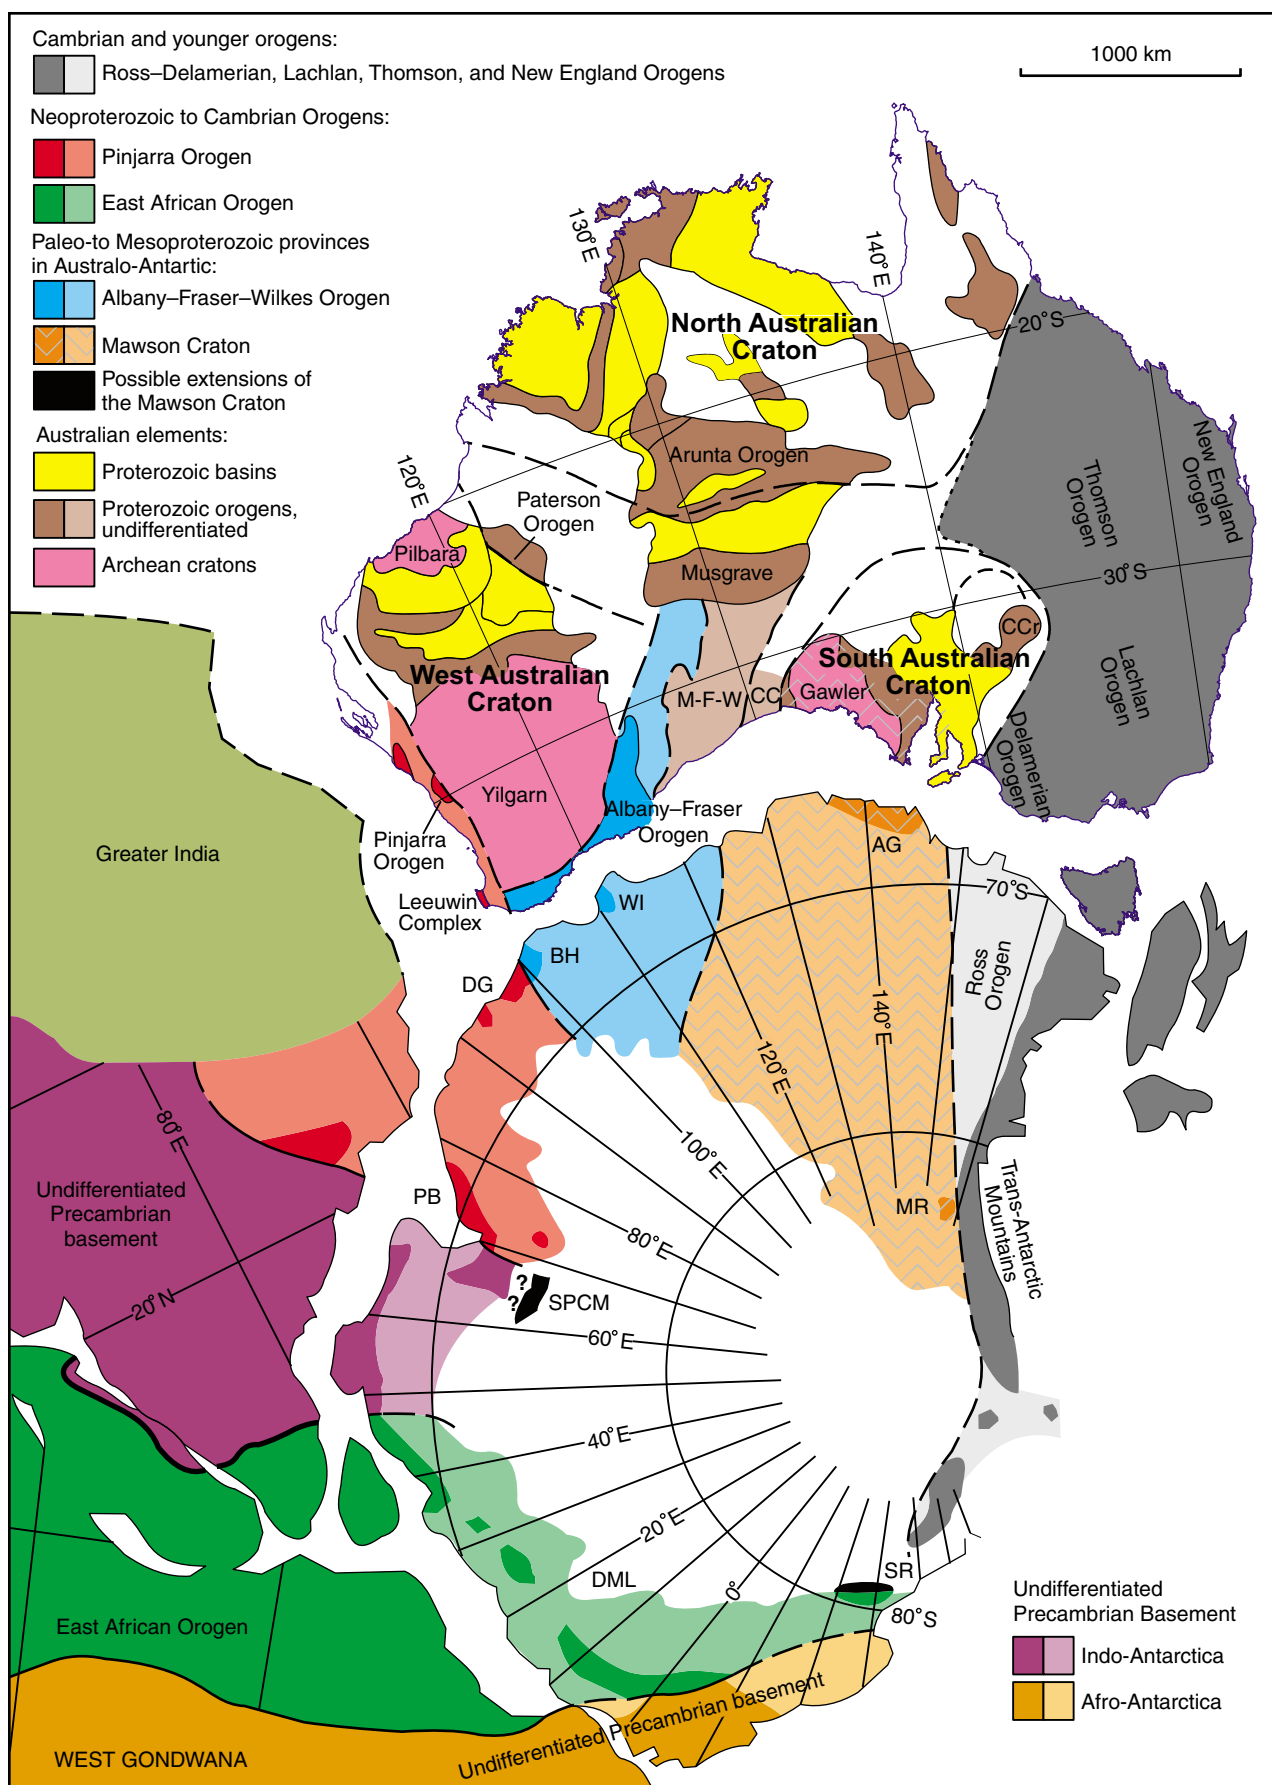 Cambrian and younger orogens:
Ross–Delamerian, Lachlan, Thomson, and New England Orogens
Neoproterozoic to Cambrian Orogens:
Pinjarra Orogen
East African Orogen
Paleo-to Mesoproterozoic provinces
in Australo-Antartic:
Albany–Fraser–Wilkes Orogen
Mawson Craton
Possible extensions of
the Mawson Craton
Australian elements:
Proterozoic basins
Proterozoic orogens,
undifferentiated
Archean cratons
1000 km
130°E
140°E
20°S
North Australian
Craton
Arunta Orogen
120°E
Paterson
Orogen
Pilbara
Musgrave
Thomson
Orogen
New England
Orogen
30°S
CCr
West Australian
Craton
M-F-W
CC
Gawler
South Australian
Craton
Lachlan
Orogen
Delamerian
Orogen
Yilgarn
Albany–Fraser
Orogen
Pinjarra
Orogen
Greater India
Leeuwin
Complex
AG
WI
70°S
BH
DG
Ross
Orogen
140°E
120°E
80°E
100°E
Undifferentiated
Precambrian
basement
PB
MR
Trans-Antarctic
Mountains
80°E
20°N
?
?
SPCM
60°E
40°E
20°E
DML
0°
SR
80°S
East African Orogen
Undifferentiated
Precambrian Basement
Indo-Antarctica
Afro-Antarctica
Undifferentiated Precambrian basement
WEST GONDWANA